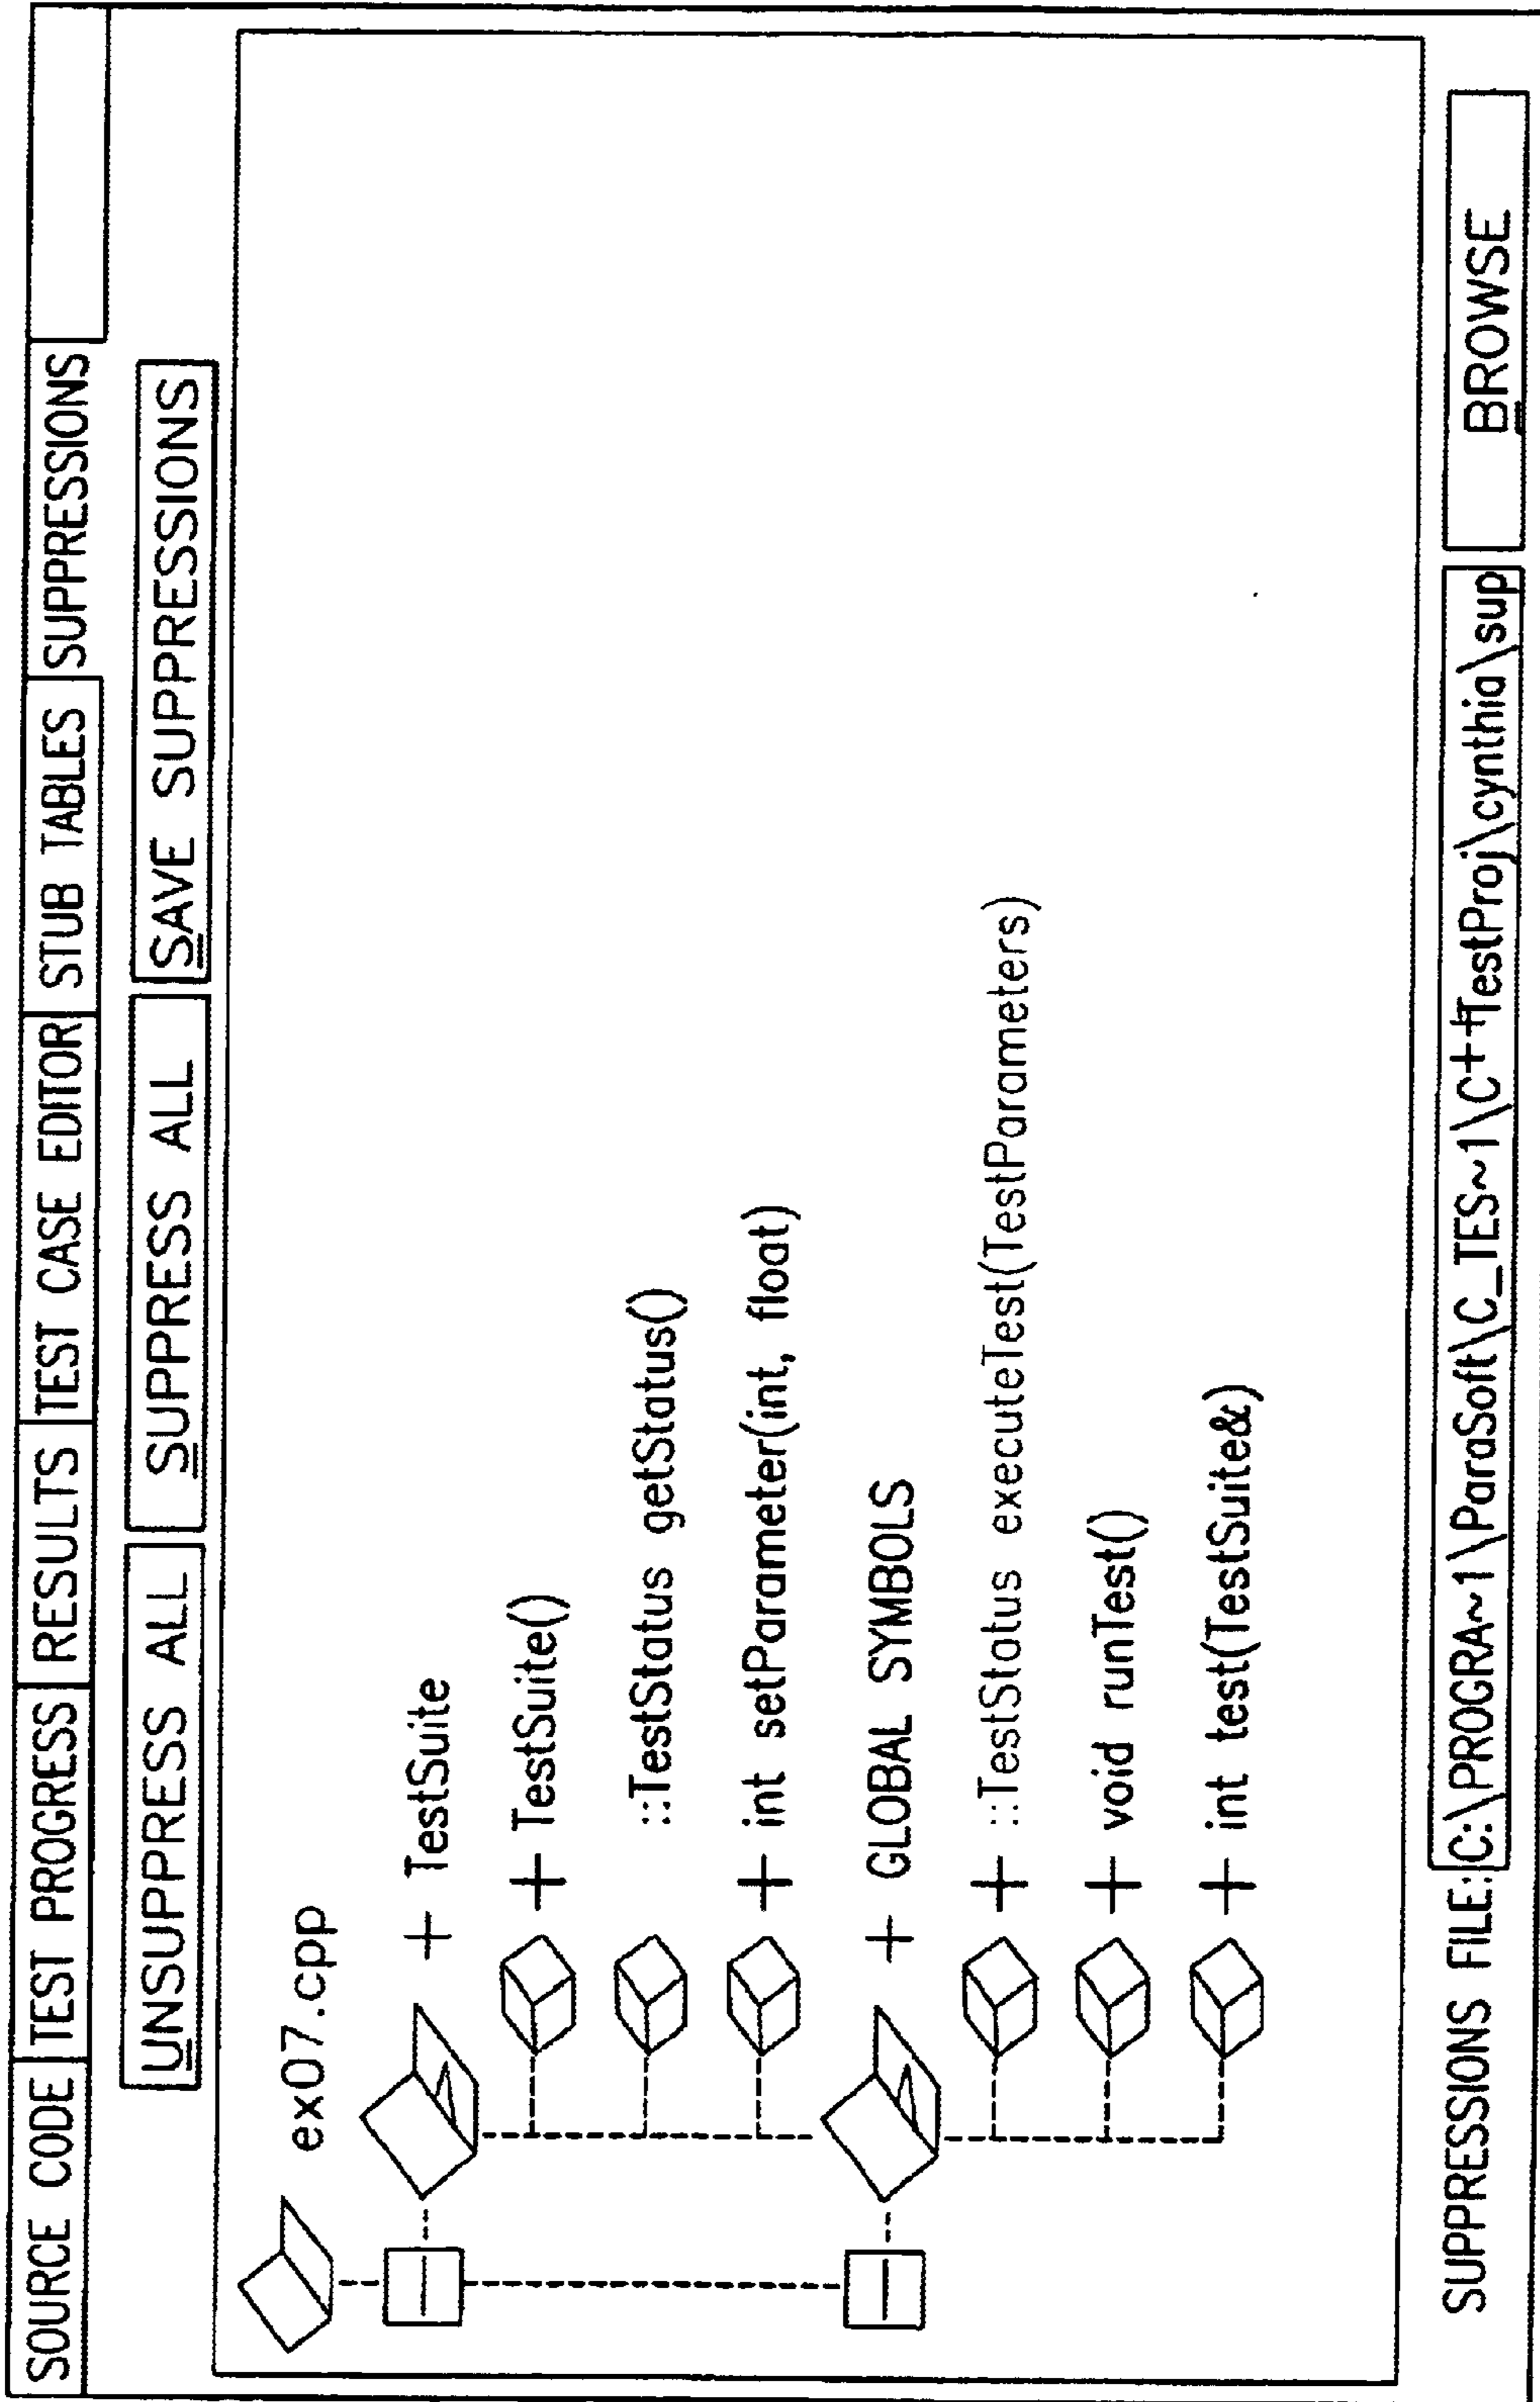 SOURCE CODE TEST PROGRESS RESULTS TEST CASE EDITOR STUB TABLES SUPPRESSIONS
UNSUPPRESS ALL SUPPRESS ALL SAVE SUPPRESSIONS
ex07.cpp
+ TestSuite
+ TestSuite()
::TestStatus getStatus()
+ int setParameter(int, float)
+ GLOBAL SYMBOLS
+ ::TestStatus executeTest(TestParameters)
+ void runTest()
+ int test(TestSuite&)
SUPPRESSIONS FILE: C:\PROGRA~1\ParaSoft\C_TES~1\C++TestProj\cynthia\sup BROWSE